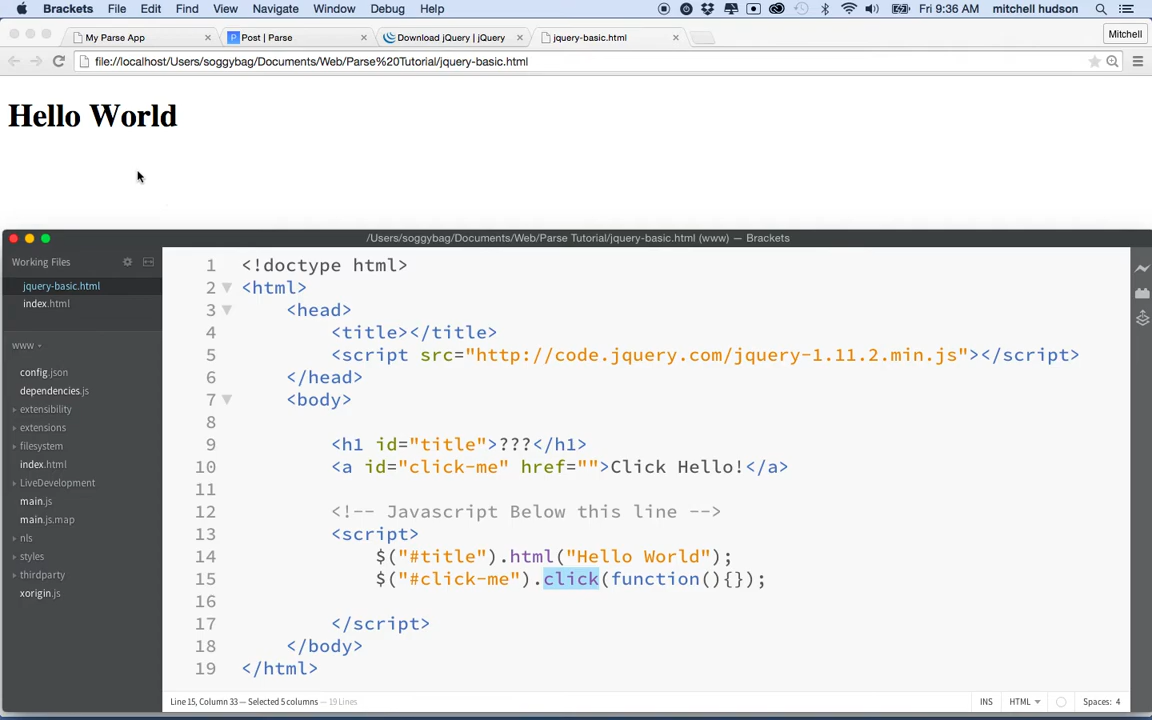 Brackets File Edit Find View Navigate Window Debug Help Fri 9:36 AM mitchell hudson
My Parse App Post | Parse Download jQuery | jQuery jquery-basic.html Mitchell
file://localhost/Users/soggybag/Documents/Web/Parse%20Tutorial/jquery-basic.html
Hello World
/Users/soggybag/Documents/Web/Parse Tutorial/jquery-basic.html (www) — Brackets
Working Files
jquery-basic.html
index.html
www
config.json
dependencies.js
extensibility
extensions
filesystem
index.html
LiveDevelopment
main.js
main.js.map
nls
styles
thirdparty
xorigin.js
1 <!doctype html>
2 <html>
3 <head>
4 <title></title>
5 <script src="http://code.jquery.com/jquery-1.11.2.min.js"></script>
6 </head>
7 <body>
8
9 <h1 id="title">???</h1>
10 <a id="click-me" href="">Click Hello!</a>
11
12 <!-- Javascript Below this line -->
13 <script>
14 $("#title").html("Hello World");
15 $("#click-me").click(function(){});
16
17 </script>
18 </body>
19 </html>
Line 15, Column 33 — Selected 5 columns — 19 Lines INS HTML Spaces: 4